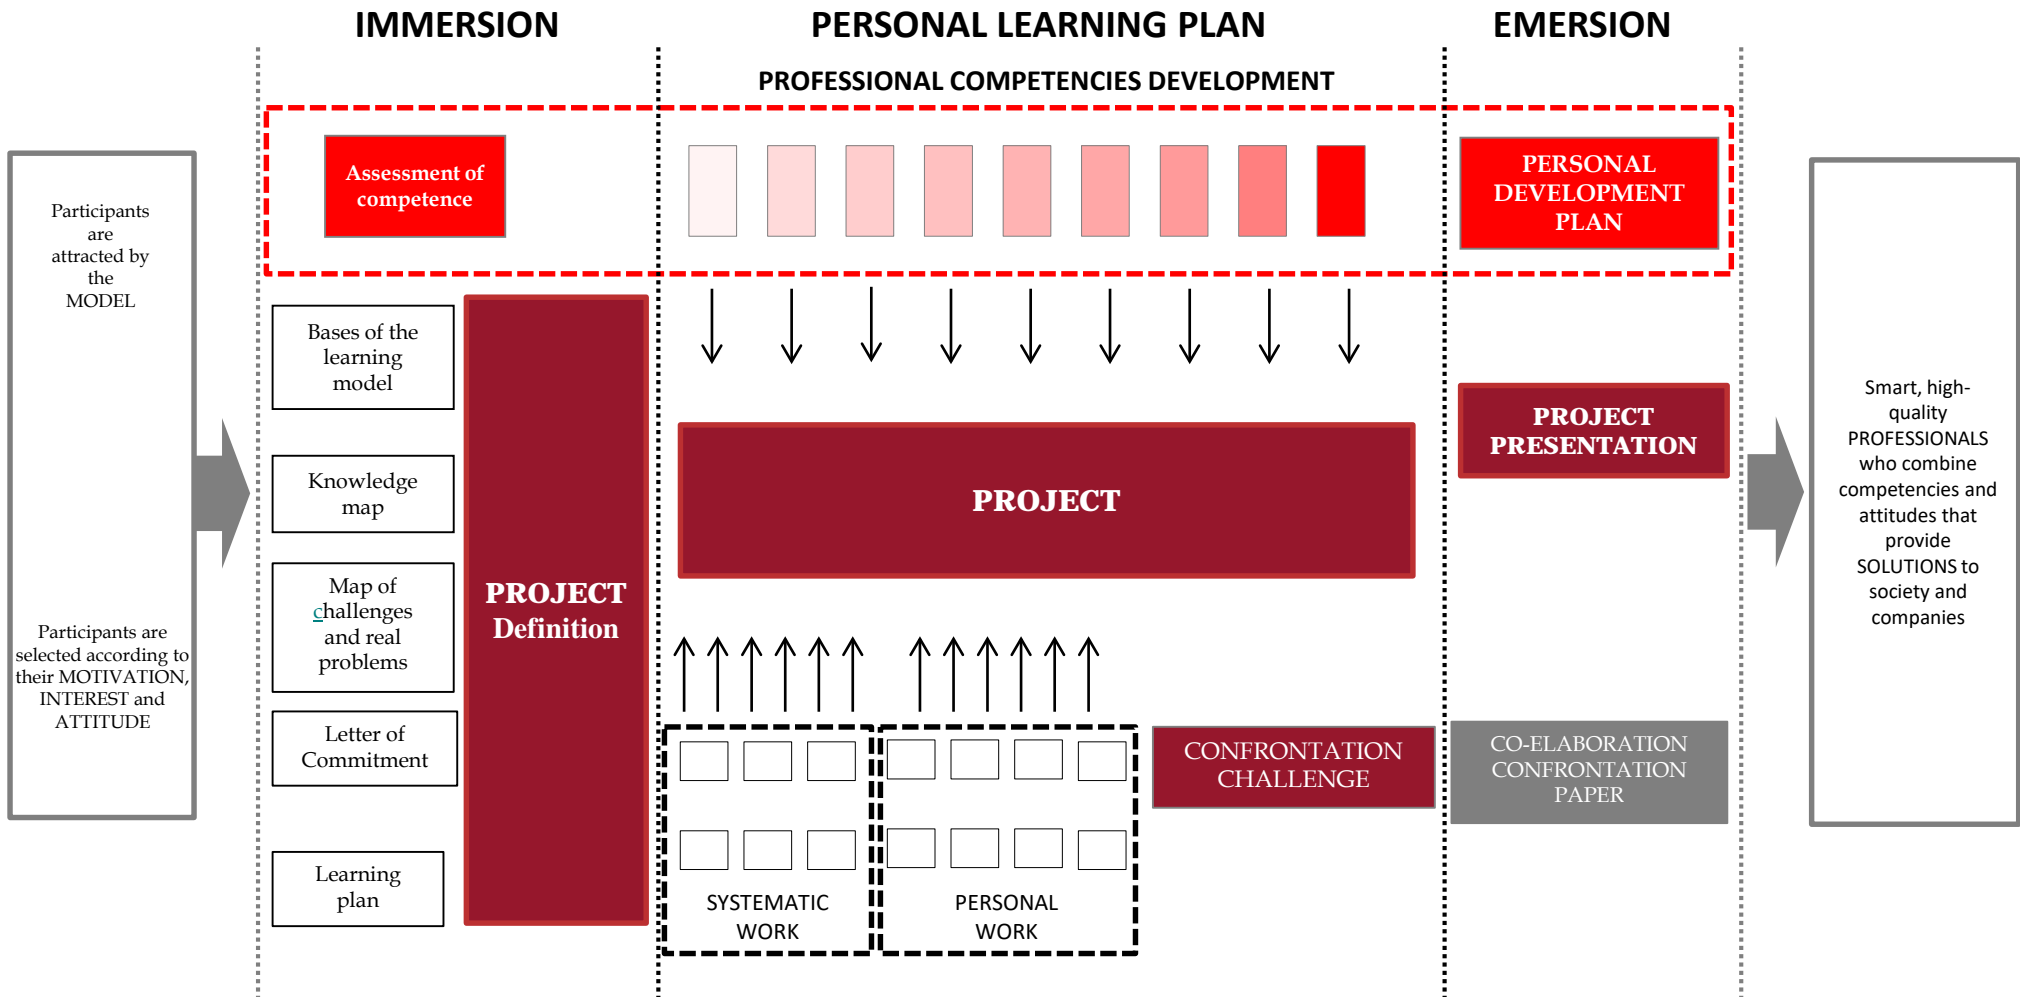 IMMERSION
PERSONAL LEARNING PLAN
EMERSION
PROFESSIONAL COMPETENCIES DEVELOPMENT
Participants
are
attracted by
the
MODEL
Participants are
selected according to
their MOTIVATION,
INTEREST and
ATTITUDE
Assessment of
competence
Bases of the
learning
model
Knowledge
map
Map of
challenges
and real
problems
Letter of
Commitment
Learning
plan
PROJECT
Definition
PROJECT
SYSTEMATIC
WORK
PERSONAL
WORK
CONFRONTATION
CHALLENGE
PERSONAL
DEVELOPMENT
PLAN
PROJECT
PRESENTATION
CO-ELABORATION
CONFRONTATION
PAPER
Smart, high-
quality
PROFESSIONALS
who combine
competencies and
attitudes that
provide
SOLUTIONS to
society and
companies